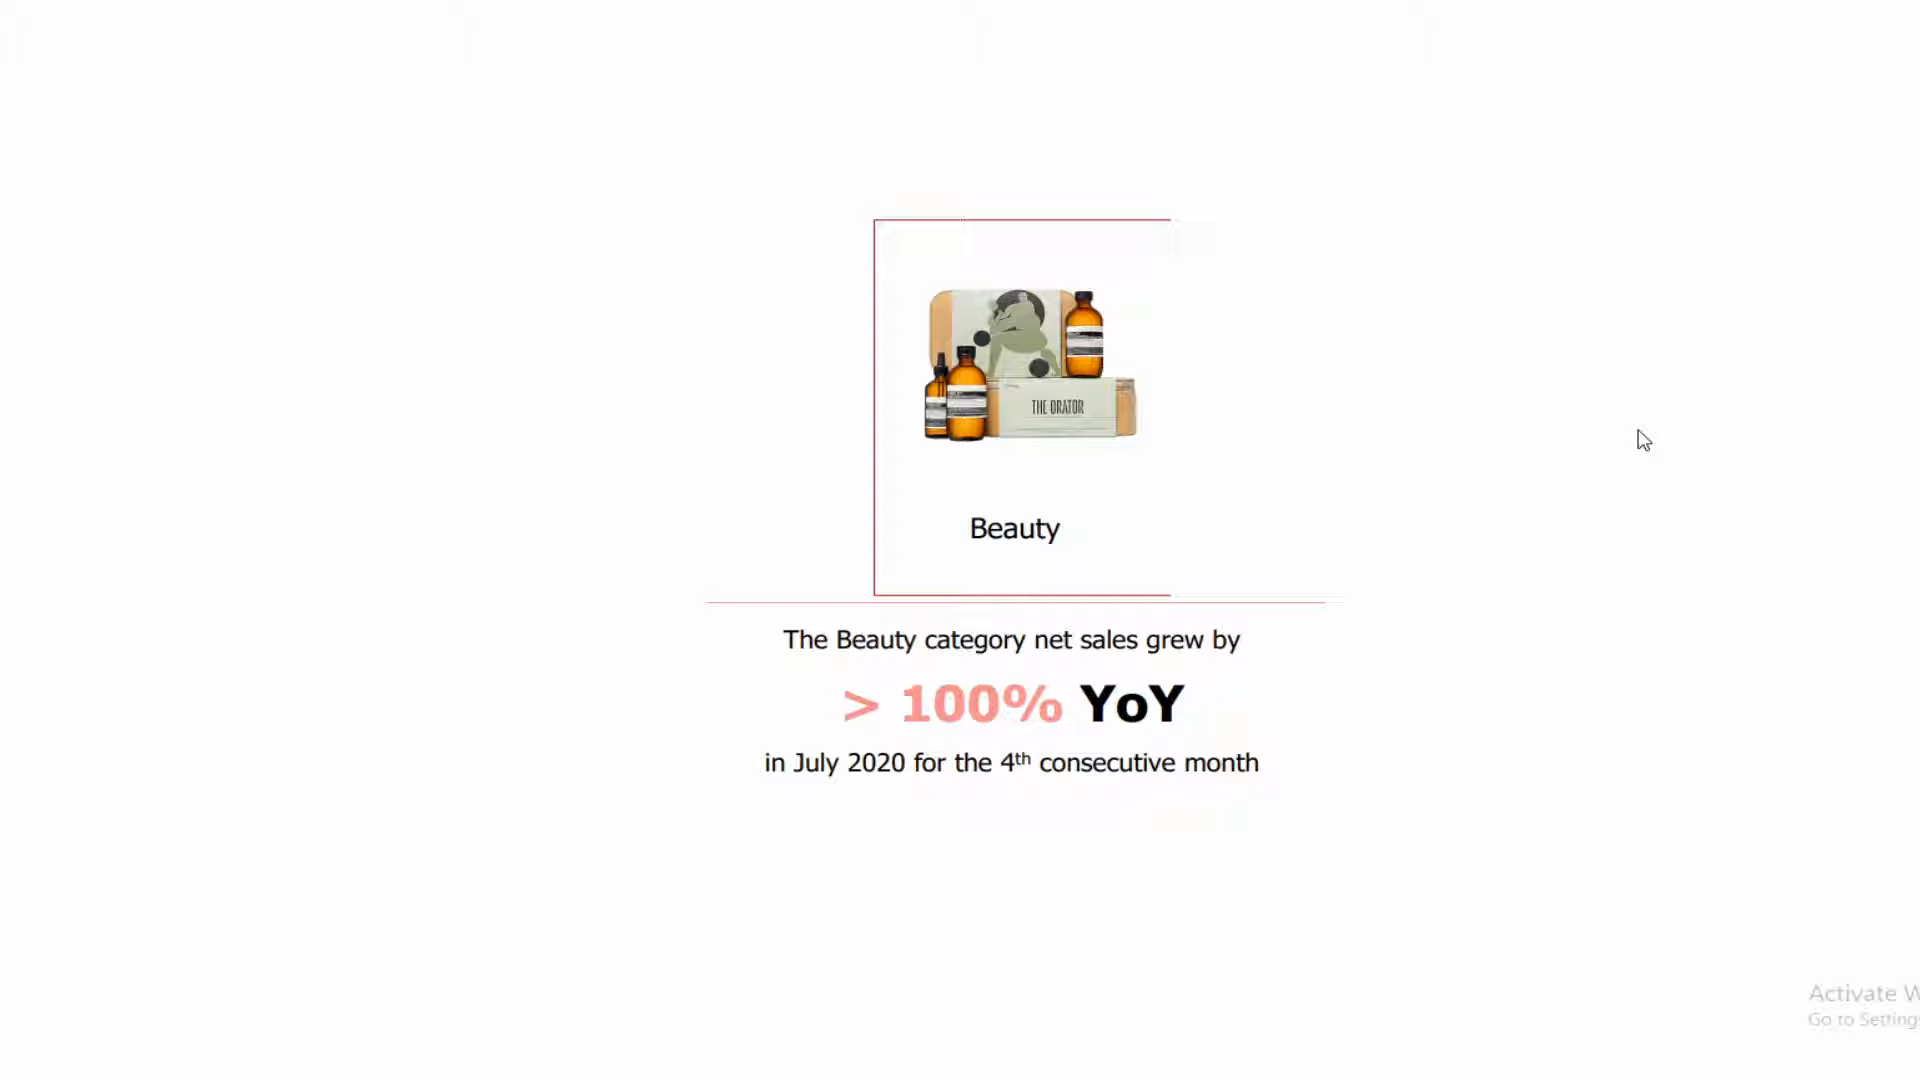 THE ORATOR
Beauty
The Beauty category net sales grew by
> 100% YoY
in July 2020 for the 4th consecutive month
Activate W
Go to Settings